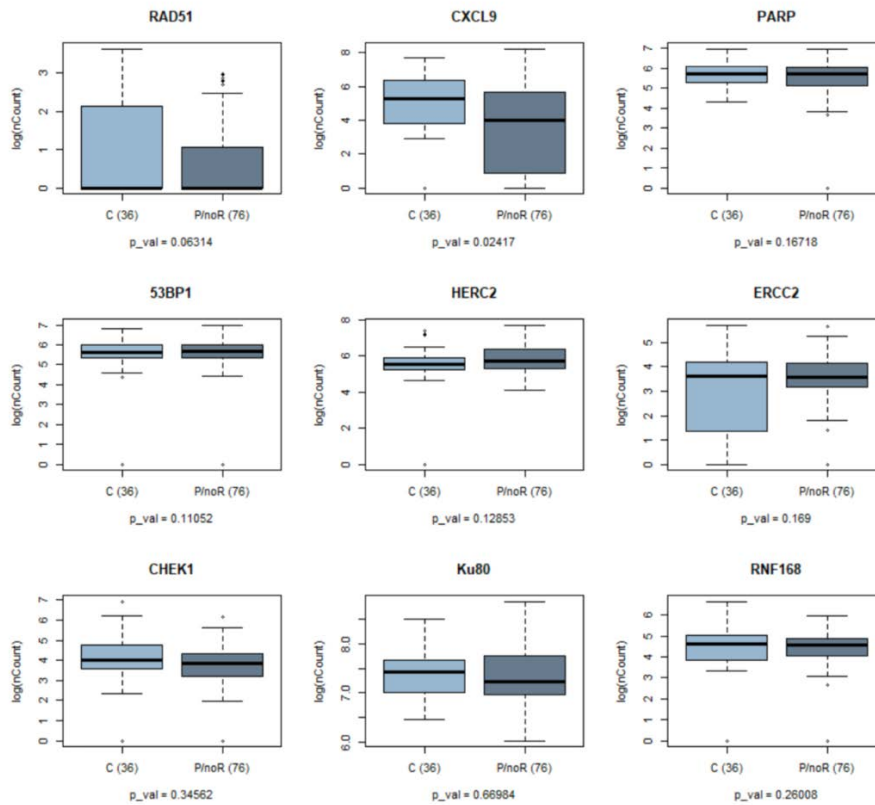 RAD51
log(nCount)
3
2
1
0
C (36)
P/noR (76)
p_val = 0.06314
CXCL9
log(nCount)
8
6
4
2
0
C (36)
P/noR (76)
p_val = 0.02417
PARP
log(nCount)
7
6
5
4
3
2
1
0
C (36)
P/noR (76)
p_val = 0.16718
53BP1
log(nCount)
7
6
5
4
3
2
1
0
C (36)
P/noR (76)
p_val = 0.11052
HERC2
log(nCount)
8
6
4
2
0
C (36)
P/noR (76)
p_val = 0.12853
ERCC2
log(nCount)
5
4
3
2
1
0
C (36)
P/noR (76)
p_val = 0.169
CHEK1
log(nCount)
7
6
5
4
3
2
1
0
C (36)
P/noR (76)
p_val = 0.34562
Ku80
log(nCount)
8.0
7.0
6.0
C (36)
P/noR (76)
p_val = 0.66984
RNF168
log(nCount)
6
5
4
3
2
1
0
C (36)
P/noR (76)
p_val = 0.26008